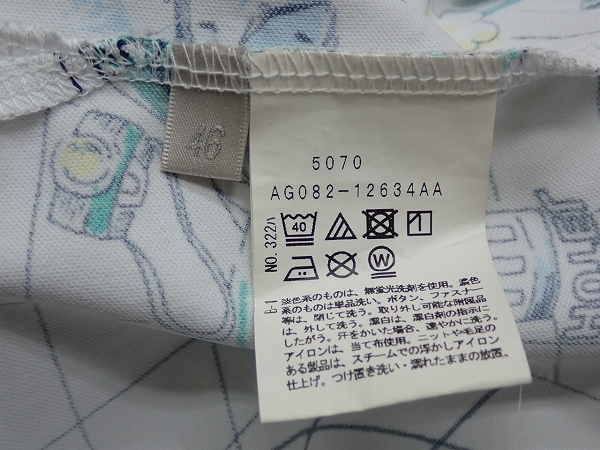 46
5070
AG082-12634AA
NO. 322ハ
40
1
W
ヒ-1
淡色系のものは、無蛍光洗剤を使用。濃色
系のものは単品洗い。ボタン、ファスナー
等は、閉じて洗う。取り外し可能な附属品
は、外して洗う。漂白は、漂白剤の指示に
したがう。汗をかいた場合、速やかに洗う。
アイロンは、当て布使用。ニットや毛足の
ある製品は、スチームでの浮かしアイロン
仕上げ。つけ置き洗い・濡れたままの放置、